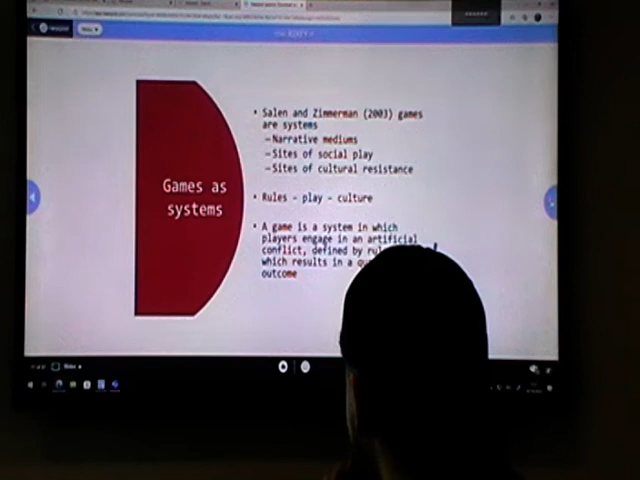 Games as
systems
• Salen and Zimmerman (2003) games
are systems
– Narrative mediums
– Sites of social play
– Sites of cultural resistance
• Rules – play – culture
• A game is a system in which
players engage in an artificial
conflict, defined by
which results in a
outcome